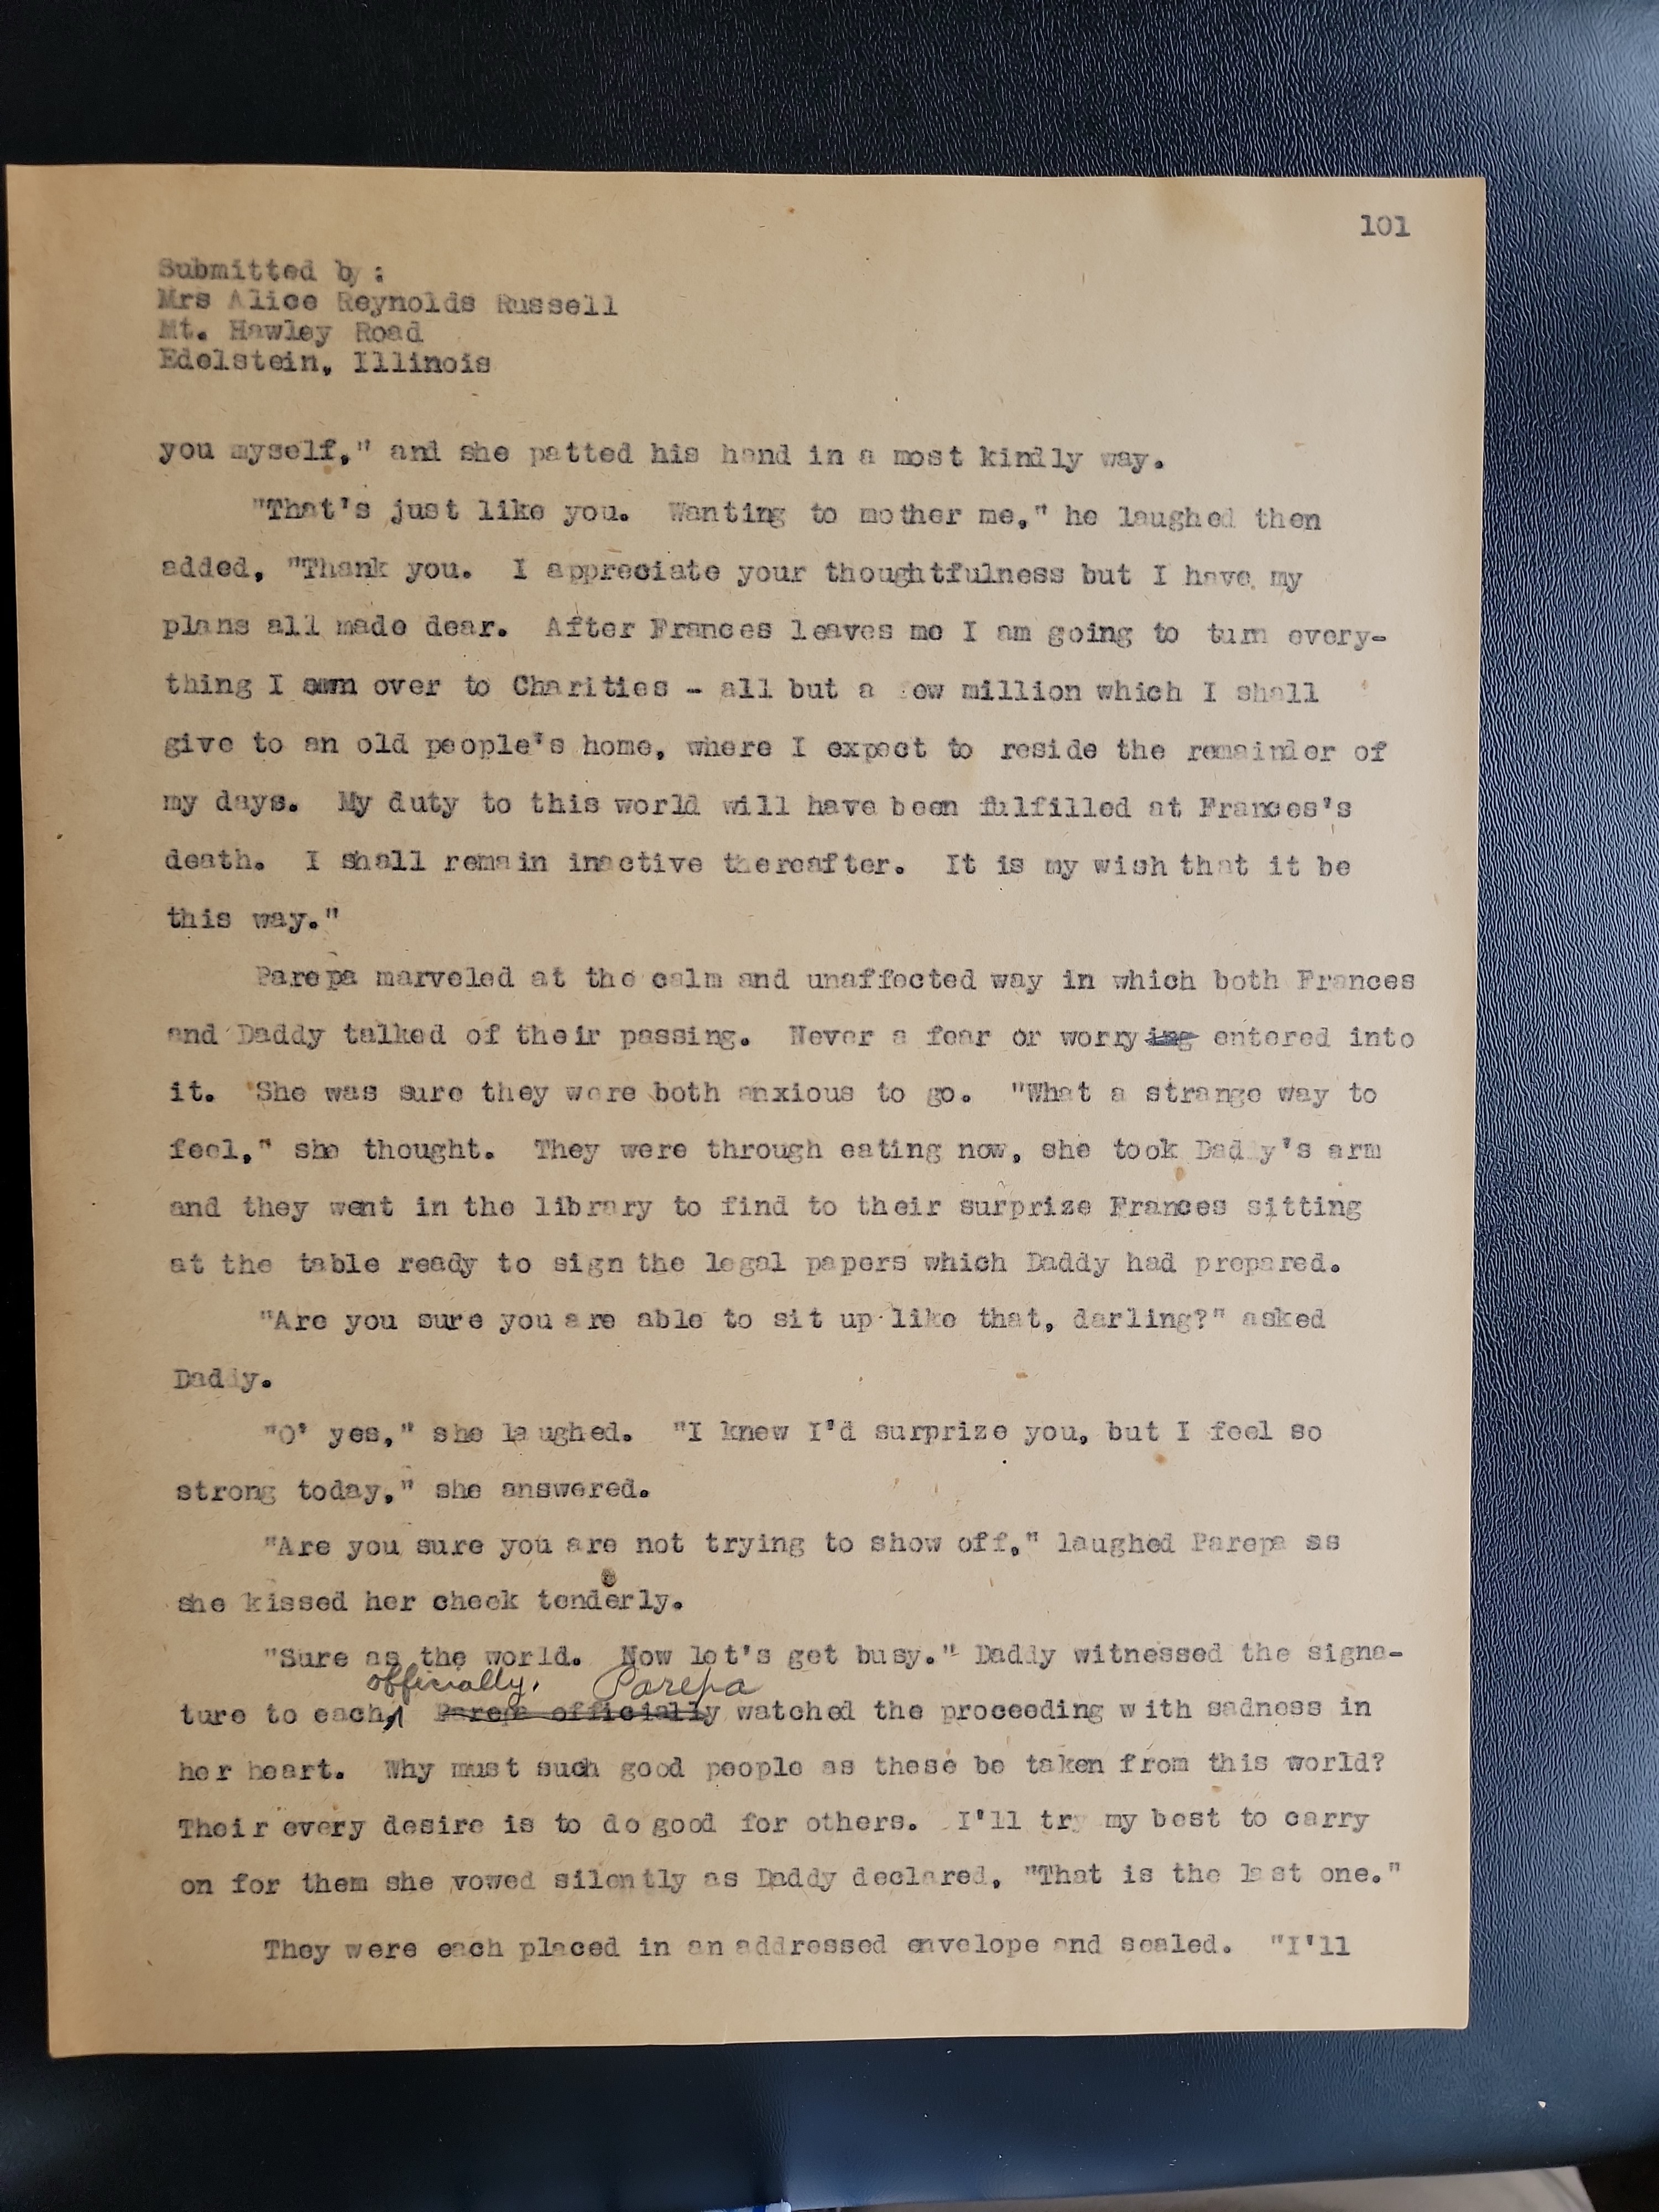 101
Submitted by :
Mrs Alice Reynolds Russell
Mt. Hawley Road
Edelstein, Illinois
you myself," and she patted his hand in a most kindly way.
"That's just like you.  Wanting to mother me," he laughed then
added, "Thank you.  I appreciate your thoughtfulness but I have my
plans all made dear.  After Frances leaves me I am going to turn every-
thing I own over to Charities - all but a few million which I shall
give to an old people's home, where I expect to reside the remainder of
my days.  My duty to this world will have been fulfilled at Frances's
death.  I shall remain inactive thereafter.  It is my wish that it be
this way."
Parepa marveled at the calm and unaffected way in which both Frances
and Daddy talked of their passing.  Never a fear or worrying entered into
it.  She was sure they were both anxious to go.  "What a strange way to
feel," she thought.  They were through eating now, she took Daddy's arm
and they went in the library to find to their surprize Frances sitting
at the table ready to sign the legal papers which Daddy had prepared.
"Are you sure you are able to sit up like that, darling?" asked
Daddy.
"O' yes," she laughed.  "I knew I'd surprize you, but I feel so
strong today," she answered.
"Are you sure you are not trying to show off," laughed Parepa as
she kissed her cheek tenderly.
"Sure as the world.  Now let's get busy." Daddy witnessed the signa-
officially. Parepa
ture to each, Parepa officially watched the proceeding with sadness in
her heart.  Why must such good people as these be taken from this world?
Their every desire is to do good for others.  I'll try my best to carry
on for them she vowed silently as Daddy declared, "That is the last one."
They were each placed in an addressed envelope and sealed.  "I'll